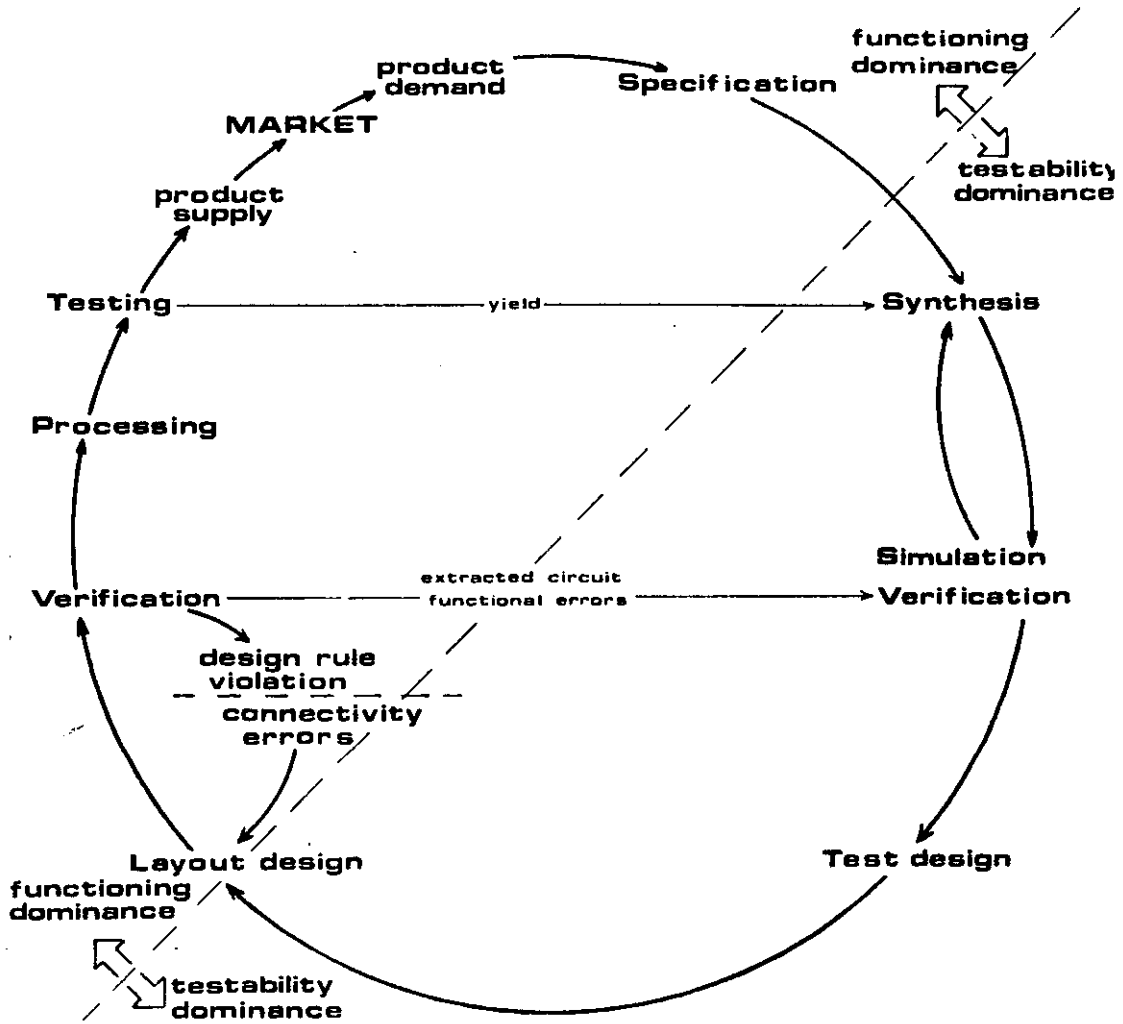 functioning
dominance
product
demand
Specification
MARKET
testability
dominance
product
supply
Testing
yield
Synthesis
Processing
Simulation
extracted circuit
Verification
functional errors
Verification
design rule
violation
connectivity
errors
Layout design
Test design
functioning
dominance
testability
dominance